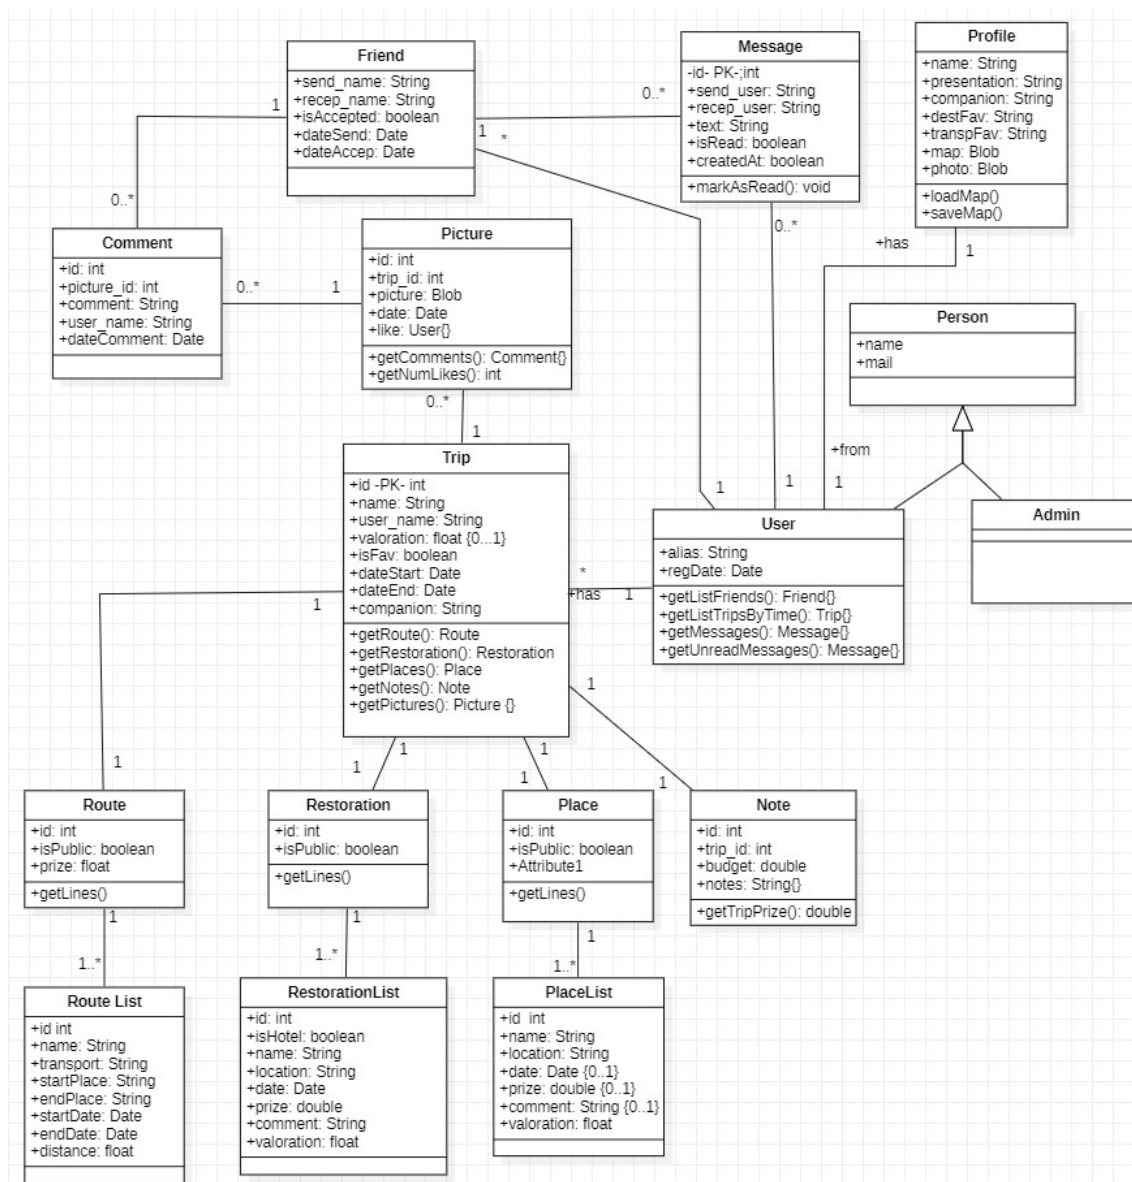 Friend
+send_name: String
+recep_name: String
+isAccepted: boolean
+dateSend: Date
+dateAccep: Date
Message
-id- PK-;int
+send_user: String
+recep_user: String
+text: String
+isRead: boolean
+createdAt: boolean
+markAsRead(): void
Profile
+name: String
+presentation: String
+companion: String
+destFav: String
+transpFav: String
+map: Blob
+photo: Blob
+loadMap()
+saveMap()
1
1
*
0..*
0..*
0..*
+has
1
Comment
+id: int
+picture_id: int
+comment: String
+user_name: String
+dateComment: Date
0..*
1
Picture
+id: int
+trip_id: int
+picture: Blob
+date: Date
+like: User{}
+getComments(): Comment{}
+getNumLikes(): int
Person
+name
+mail
0..*
1
+from
1
1
1
Trip
+id -PK- int
+name: String
+user_name: String
+valoration: float {0...1}
+isFav: boolean
+dateStart: Date
+dateEnd: Date
+companion: String
+getRoute(): Route
+getRestoration(): Restoration
+getPlaces(): Place
+getNotes(): Note
+getPictures(): Picture {}
User
+alias: String
+regDate: Date
+getListFriends(): Friend{}
+getListTripsByTime(): Trip{}
+getMessages(): Message{}
+getUnreadMessages(): Message{}
Admin
*
+has
1
1
1
1
1
1
1
1
1
Route
+id: int
+isPublic: boolean
+prize: float
+getLines()
Restoration
+id: int
+isPublic: boolean
+getLines()
Place
+id: int
+isPublic: boolean
+Attribute1
+getLines()
Note
+id: int
+trip_id: int
+budget: double
+notes: String{}
+getTripPrize(): double
1
1..*
1
1..*
1
1..*
Route List
+id int
+name: String
+transport: String
+startPlace: String
+endPlace: String
+startDate: Date
+endDate: Date
+distance: float
RestorationList
+id: int
+isHotel: boolean
+name: String
+location: String
+date: Date
+prize: double
+comment: String
+valoration: float
PlaceList
+id int
+name: String
+location: String
+date: Date {0..1}
+prize: double {0..1}
+comment: String {0..1}
+valoration: float